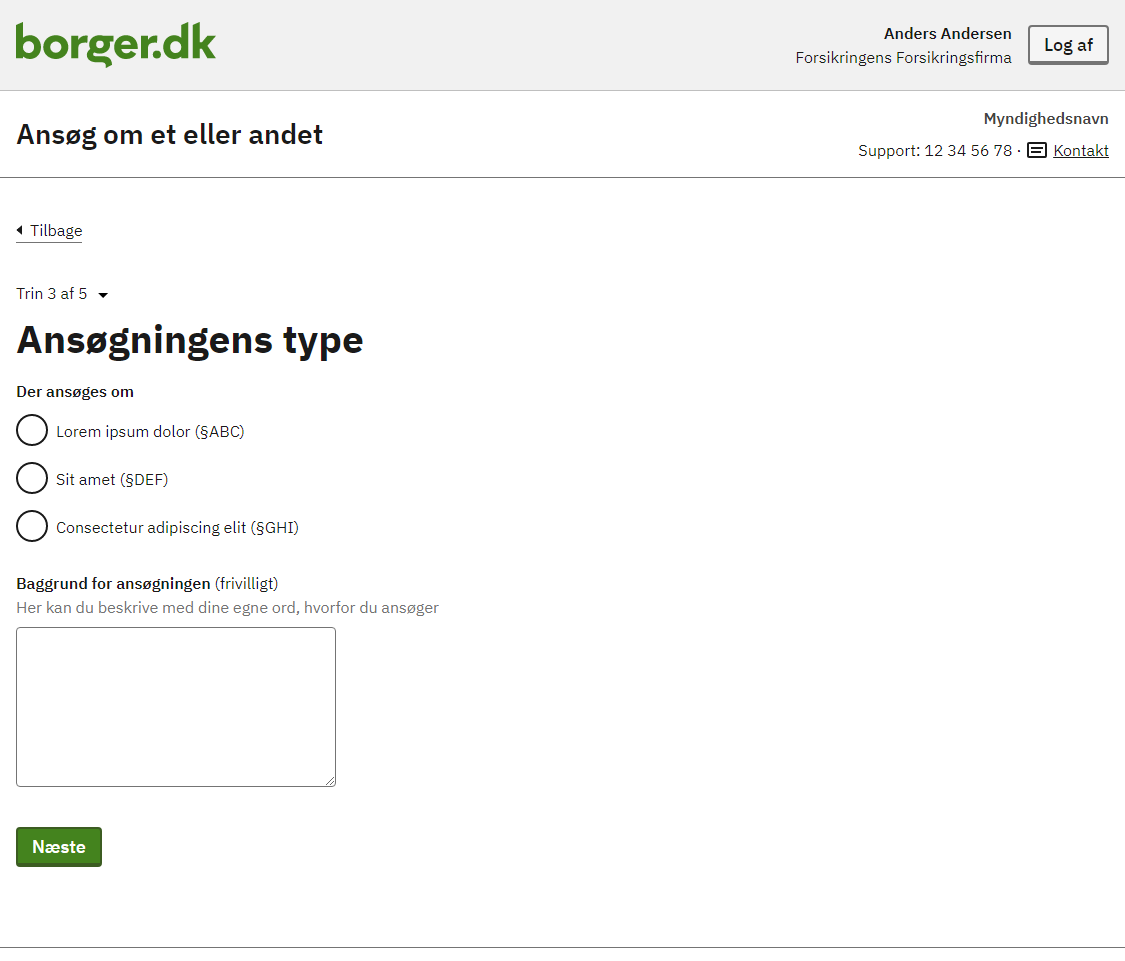 borger.dk
Anders Andersen
Forsikringens Forsikringsfirma
Log af
Ansøg om et eller andet
Myndighedsnavn
Support: 12 34 56 78 · Kontakt
Tilbage
Trin 3 af 5
Ansøgningens type
Der ansøges om
Lorem ipsum dolor (§ABC)
Sit amet (§DEF)
Consectetur adipiscing elit (§GHI)
Baggrund for ansøgningen (frivilligt)
Her kan du beskrive med dine egne ord, hvorfor du ansøger
Næste